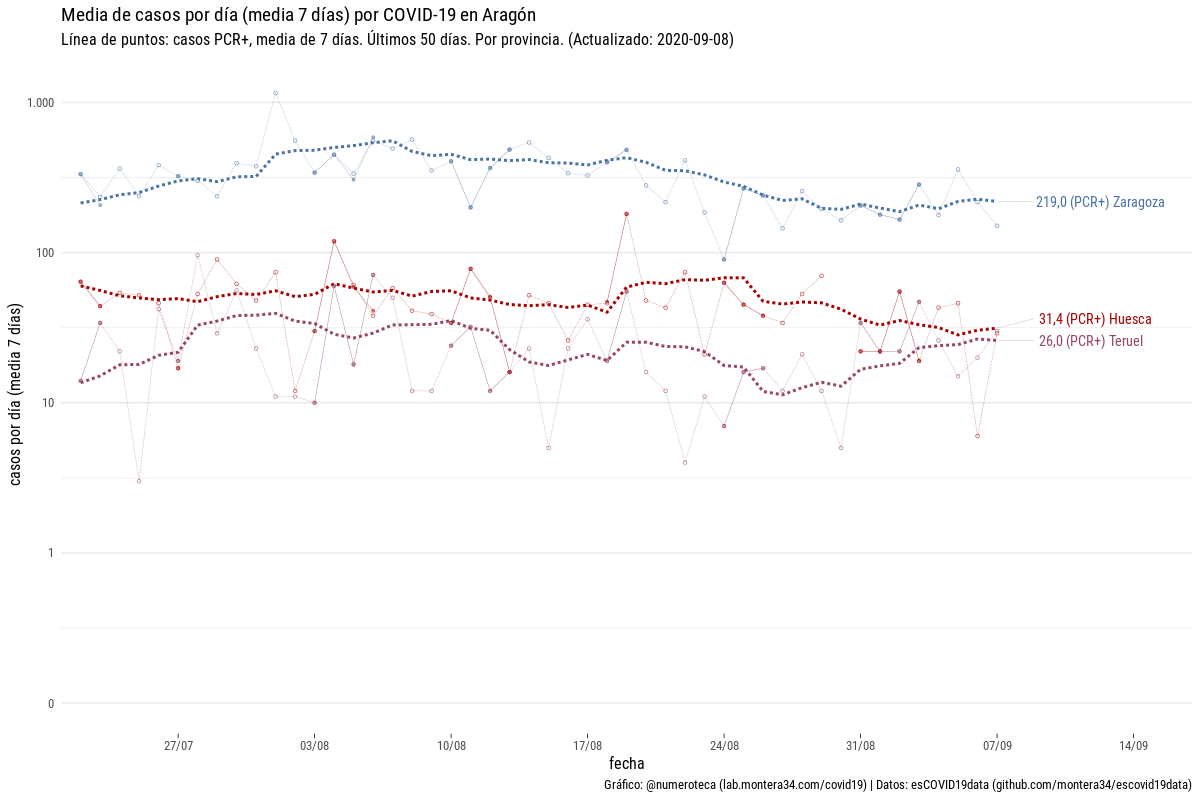 Media de casos por día (media 7 días) por COVID-19 en Aragón
Línea de puntos: casos PCR+, media de 7 días. Últimos 50 días. Por provincia. (Actualizado: 2020-09-08)
casos por día (media 7 días)
1.000
100
10
1
0
219,0 (PCR+) Zaragoza
31,4 (PCR+) Huesca
26,0 (PCR+) Teruel
27/07
03/08
10/08
17/08
24/08
31/08
07/09
14/09
fecha
Gráfico: @numeroteca (lab.montera34.com/covid19) | Datos: esCOVID19data (github.com/montera34/escovid19data)